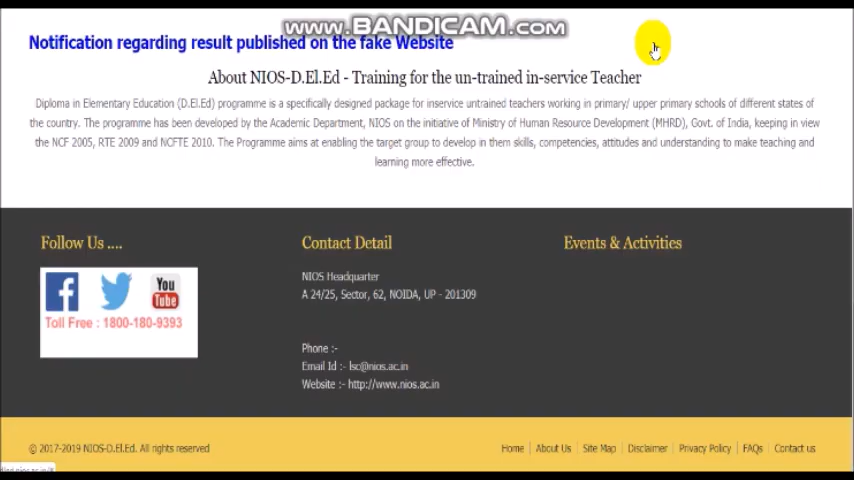 www.BANDICAM.com
Notification regarding result published on the fake Website
About NIOS-D.El.Ed - Training for the un-trained in-service Teacher
Diploma in Elementary Education (D.El.Ed) programme is a specifically designed package for inservice untrained teachers working in primary/ upper primary schools of different states of
the country. The programme has been developed by the Academic Department, NIOS on the initiative of Ministry of Human Resource Development (MHRD), Govt. of India, keeping in view
the NCF 2005, RTE 2009 and NCFTE 2010. The Programme aims at enabling the target group to develop in them skills, competencies, attitudes and understanding to make teaching and
learning more effective.
Follow Us ....
You
Tube
Toll Free : 1800-180-9393
Contact Detail
NIOS Headquarter
A 24/25, Sector, 62, NOIDA, UP - 201309
Phone :-
Email Id :- lsc@nios.ac.in
Website :- http://www.nios.ac.in
Events & Activities
© 2017-2019 NIOS-D.El.Ed. All rights reserved
Home About Us Site Map Disclaimer Privacy Policy FAQs Contact us